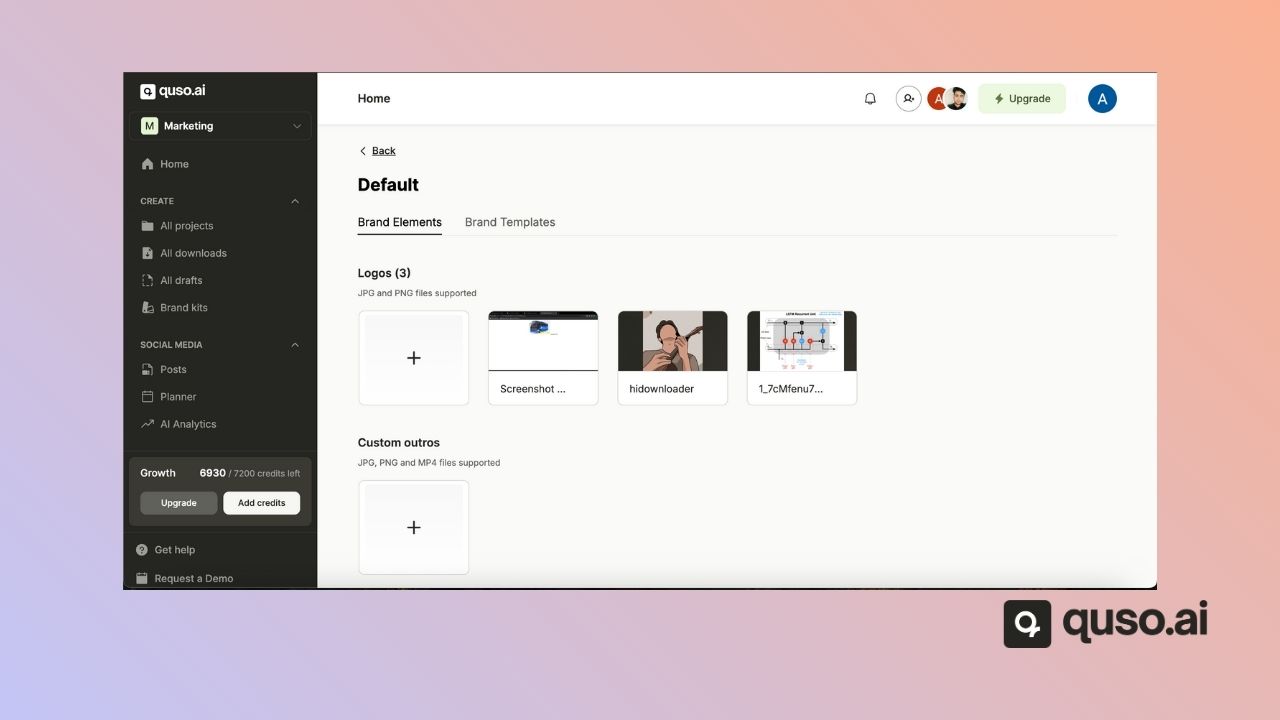 quso.ai
M Marketing
Home
CREATE
All projects
All downloads
All drafts
Brand kits
SOCIAL MEDIA
Posts
Planner
AI Analytics
Growth 6930 / 7200 credits left
Upgrade Add credits
Get help
Request a Demo
Home
A
Upgrade
A
Back
Default
Brand Elements Brand Templates
Logos (3)
JPG and PNG files supported
LSTM Recurrent Unit
Screenshot ...
hidownloader
1_7cMfenu7...
Custom outros
JPG, PNG and MP4 files supported
quso.ai